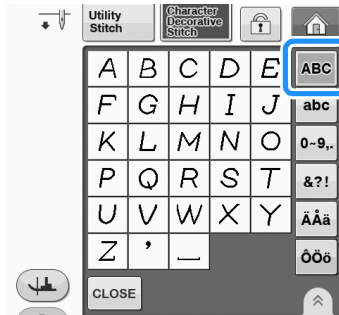 Utility Stitch
Character Decorative Stitch
A B C D E ABC
F G H I J abc
K L M N O 0~9,.
P Q R S T &?!
U V W X Y ÄÅä
Z ’ _ ÔÖö
CLOSE